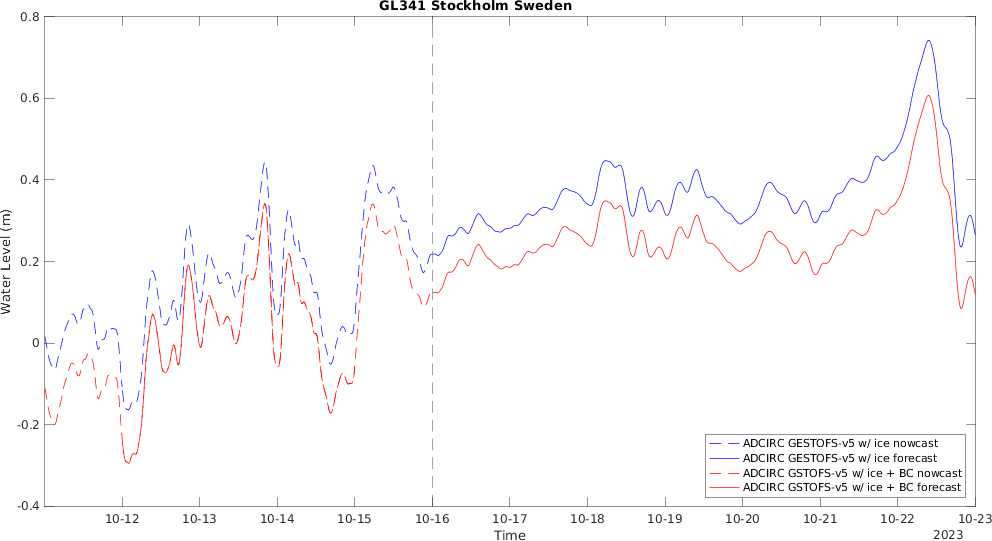 GL341 Stockholm Sweden
Water Level (m)
0.8
0.6
0.4
0.2
0
-0.2
-0.4
ADCIRC GESTOFS-v5 w/ ice nowcast
ADCIRC GESTOFS-v5 w/ ice forecast
ADCIRC GSTOFS-v5 w/ ice + BC nowcast
ADCIRC GSTOFS-v5 w/ ice + BC forecast
10-12 10-13 10-14 10-15 10-16 10-17 10-18 10-19 10-20 10-21 10-22 10-23
Time
2023